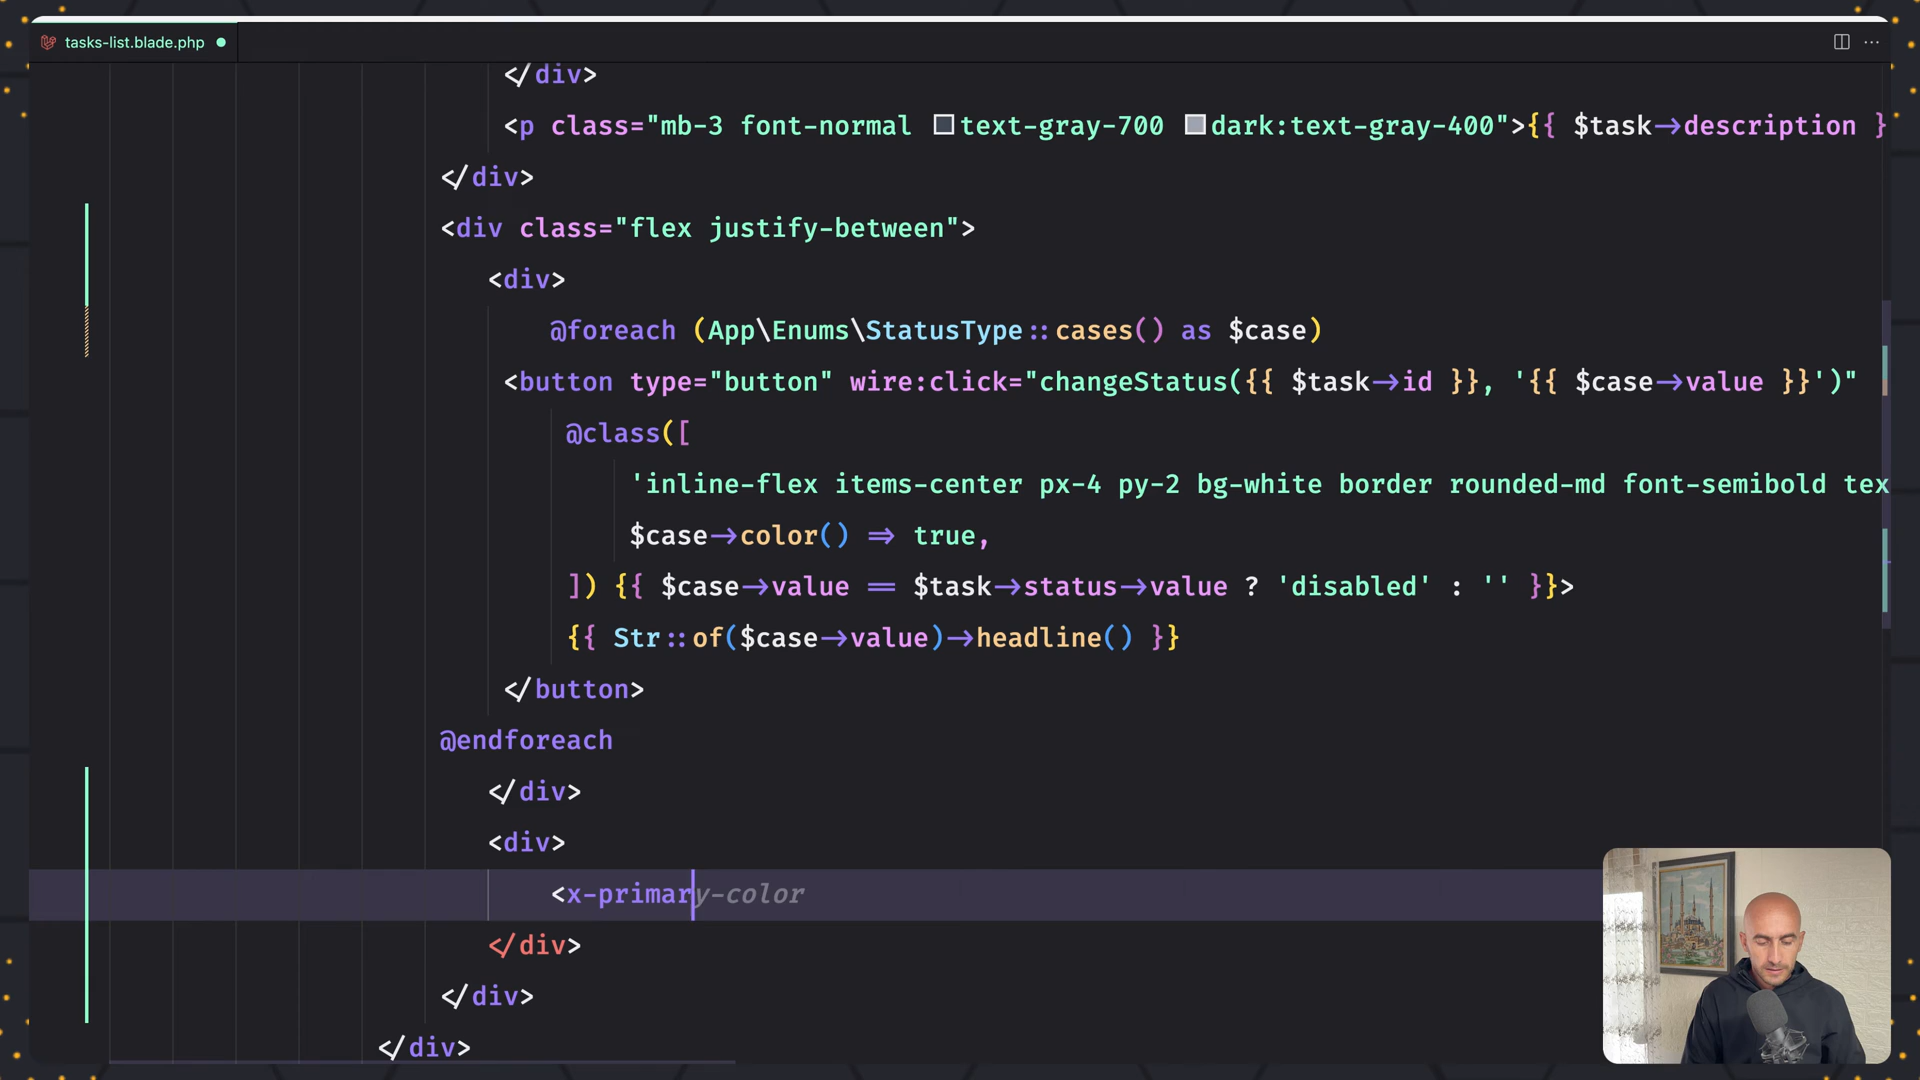 tasks-list.blade.php
</div>
<p class="mb-3 font-normal text-gray-700 dark:text-gray-400">{{ $task->description }
</div>
<div class="flex justify-between">
<div>
@foreach (App\Enums\StatusType::cases() as $case)
<button type="button" wire:click="changeStatus({{ $task->id }}, '{{ $case->value }}')"
@class([
'inline-flex items-center px-4 py-2 bg-white border rounded-md font-semibold tex
$case->color() => true,
]) {{ $case->value == $task->status->value ? 'disabled' : '' }}>
{{ Str::of($case->value)->headline() }}
</button>
@endforeach
</div>
<div>
<x-primary-color
</div>
</div>
</div>